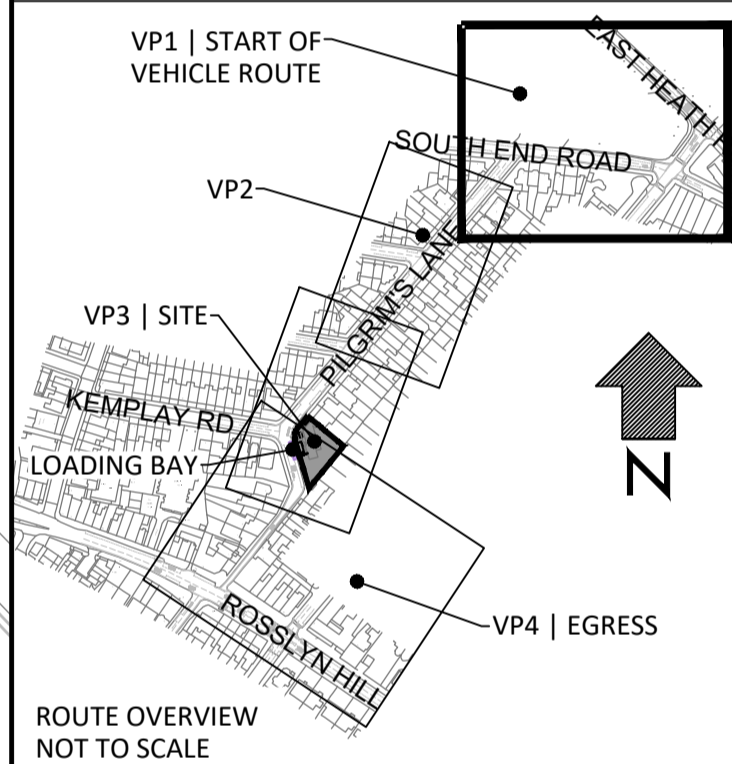 VP1 | START OF
VEHICLE ROUTE
EAST HEATH
SOUTH END ROAD
VP2
PILGRIM'S LANE
VP3 | SITE
KEMPLAY RD
LOADING BAY
N
ROSSLYN HILL
VP4 | EGRESS
ROUTE OVERVIEW
NOT TO SCALE